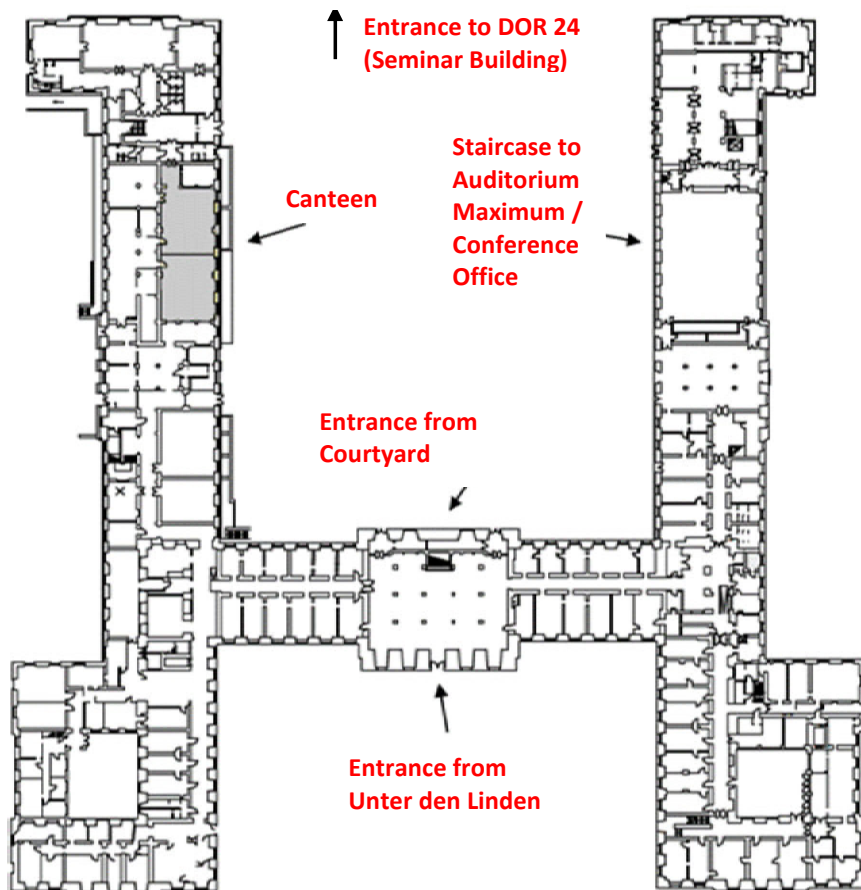 Entrance to DOR 24
(Seminar Building)
Staircase to
Auditorium
Maximum /
Conference
Office
Canteen
Entrance from
Courtyard
Entrance from
Unter den Linden